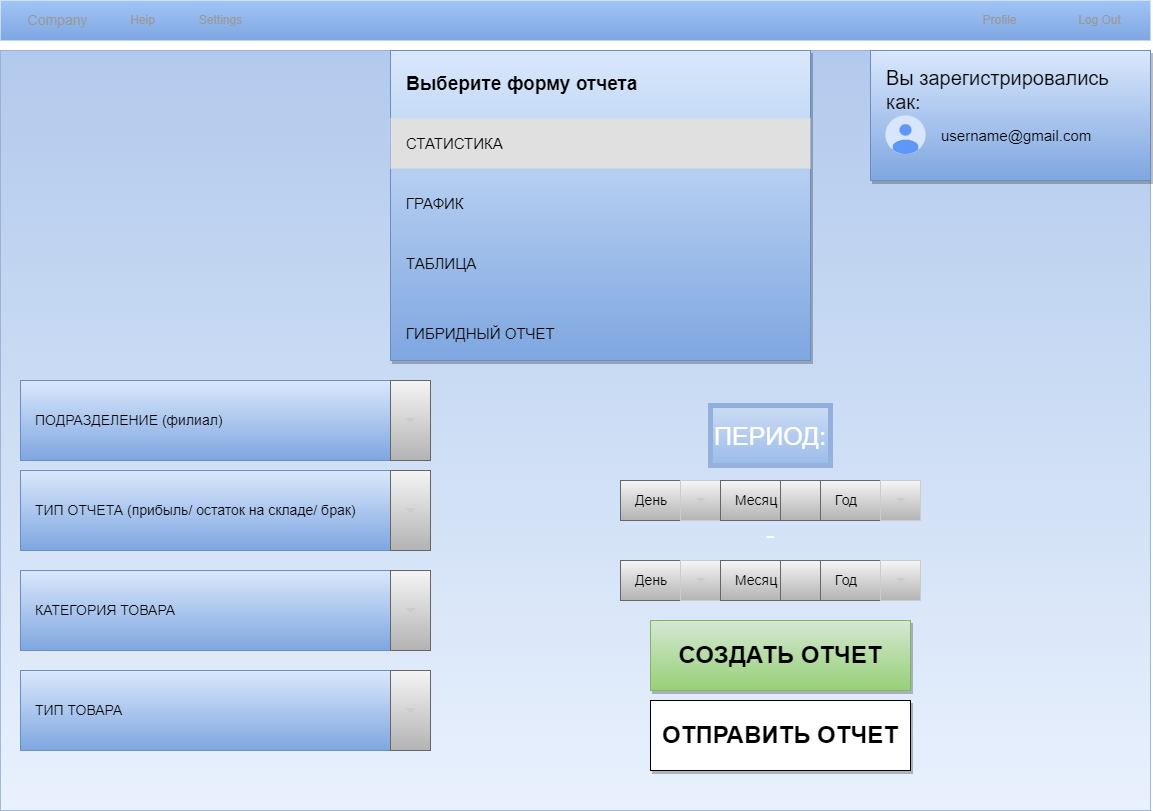 Company Help Settings Profile Log Out
Выберите форму отчета
СТАТИСТИКА
ГРАФИК
ТАБЛИЦА
ГИБРИДНЫЙ ОТЧЕТ
Вы зарегистрировались
как:
username@gmail.com
ПОДРАЗДЕЛЕНИЕ (филиал)
ТИП ОТЧЕТА (прибыль/ остаток на складе/ брак)
КАТЕГОРИЯ ТОВАРА
ТИП ТОВАРА
ПЕРИОД:
День Месяц Год
–
День Месяц Год
СОЗДАТЬ ОТЧЕТ
ОТПРАВИТЬ ОТЧЕТ